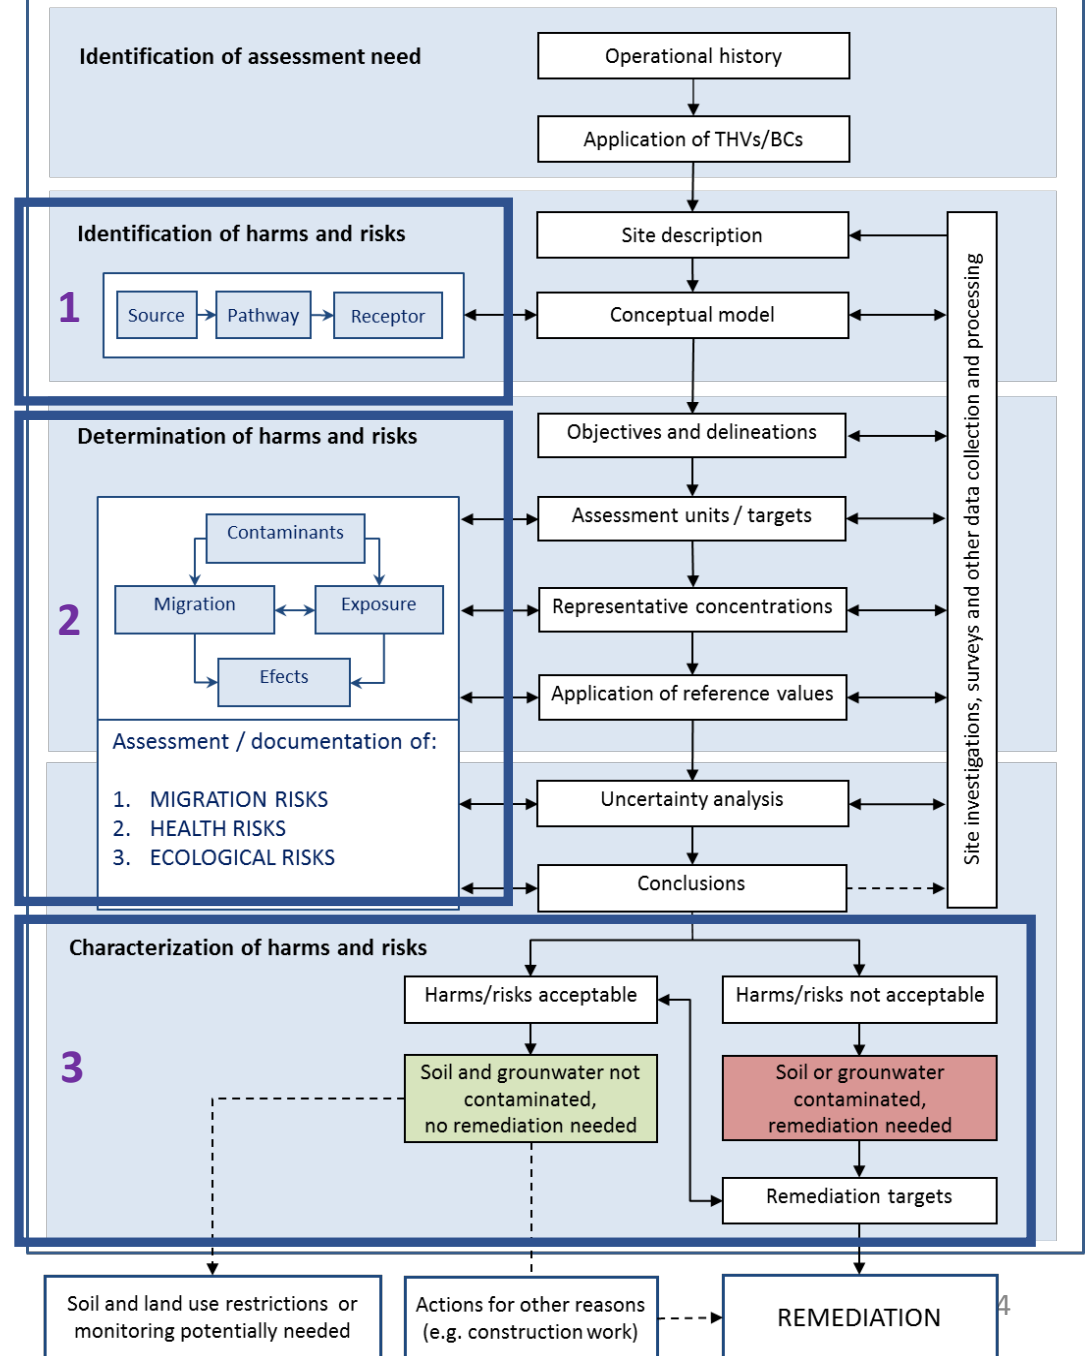 Identification of assessment need
Operational history
Application of THVs/BCs
Identification of harms and risks
1
Source
Pathway
Receptor
Site description
Conceptual model
Site investigations, surveys and other data collection and processing
Determination of harms and risks
2
Contaminants
Migration
Exposure
Efects
Assessment / documentation of:
1. MIGRATION RISKS
2. HEALTH RISKS
3. ECOLOGICAL RISKS
Objectives and delineations
Assessment units / targets
Representative concentrations
Application of reference values
Uncertainty analysis
Conclusions
Characterization of harms and risks
3
Harms/risks acceptable
Harms/risks not acceptable
Soil and grounwater not
contaminated,
no remediation needed
Soil or grounwater
contaminated,
remediation needed
Remediation targets
Soil and land use restrictions or
monitoring potentially needed
Actions for other reasons
(e.g. construction work)
REMEDIATION
4